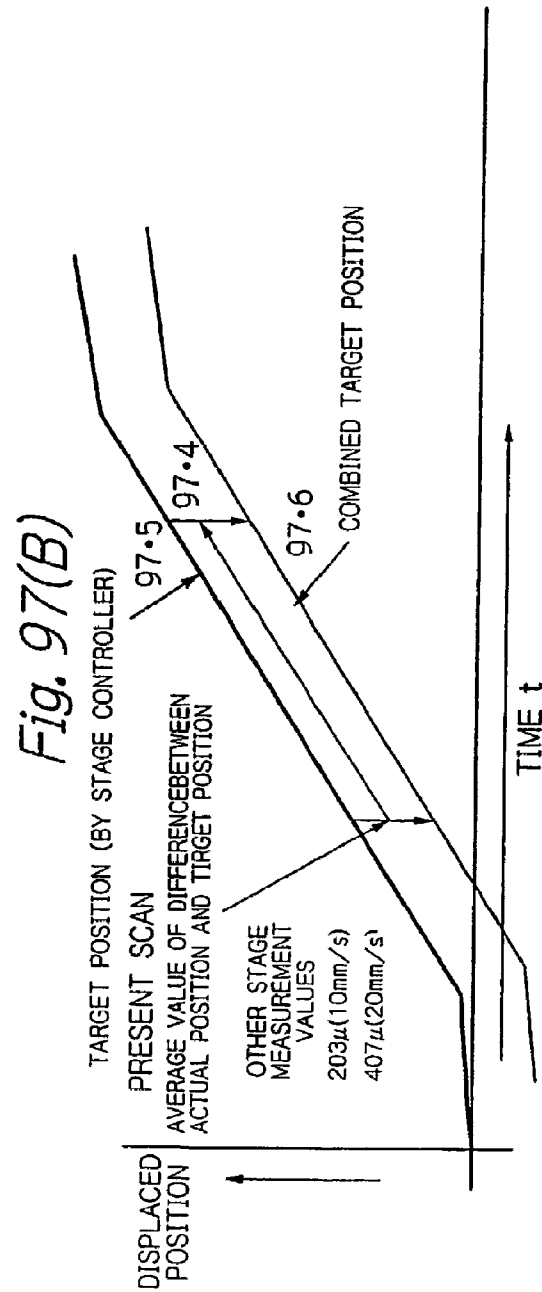 Fig. 97(B)
TARGET POSITION (BY STAGE CONTROLLER)
97·5
PRESENT SCAN
97·4
AVERAGE VALUE OF DIFFERENCEBETWEEN
ACTUAL POSITION AND TIRGET POSITION
97·6
COMBINED TARGET POSITION
OTHER STAGE
MEASUREMENT
VALUES
203μ(10mm/s)
407μ(20mm/s)
DISPLACED
POSITION
TIME t